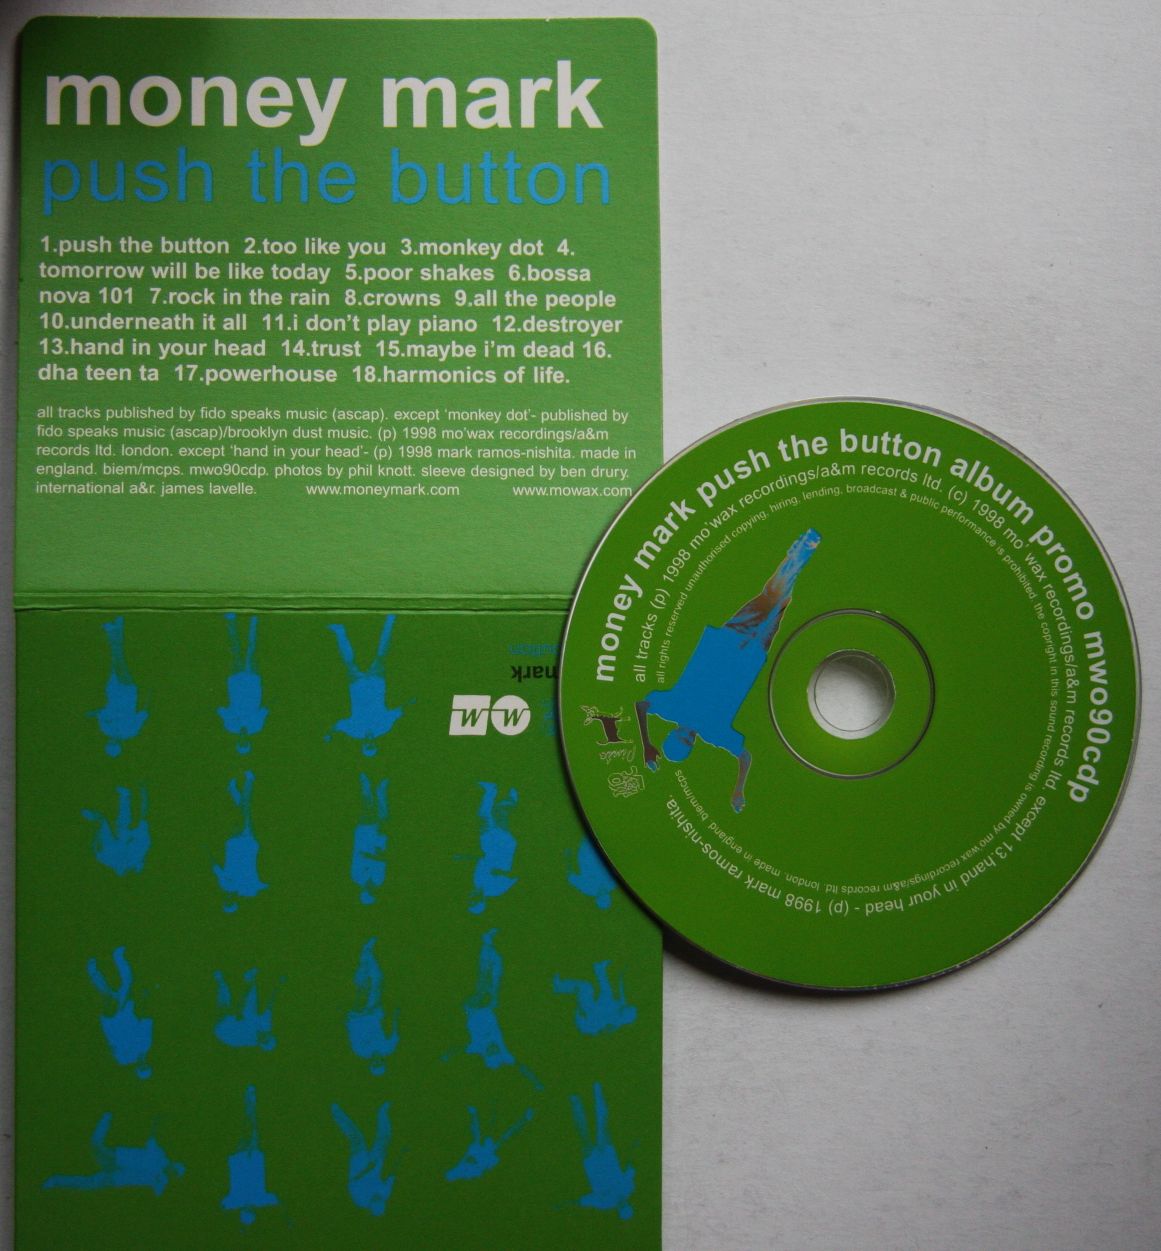 money mark
push the button
1.push the button 2.too like you 3.monkey dot 4.
tomorrow will be like today 5.poor shakes 6.bossa
nova 101 7.rock in the rain 8.crowns 9.all the people
10.underneath it all 11.i don't play piano 12.destroyer
13.hand in your head 14.trust 15.maybe i'm dead 16.
dha teen ta 17.powerhouse 18.harmonics of life.
all tracks published by fido speaks music (ascap). except 'monkey dot'- published by
fido speaks music (ascap)/brooklyn dust music. (p) 1998 mo'wax recordings/a&m
records ltd. london. except 'hand in your head'- (p) 1998 mark ramos-nishita. made in
england. biem/mcps. mwo90cdp. photos by phil knott. sleeve designed by ben drury.
international a&r. james lavelle. www.moneymark.com www.mowax.com
money mark push the button album promo mwo90cdp
all tracks (p) 1998 mo'wax recordings/a&m records ltd. (c) 1998 mo' wax recordings/a&m records ltd. except 13.hand in your head - (p) 1998 mark ramos-nishita.
all rights reserved unauthorised copying, hiring, lending, broadcast & public performance is prohibited. the copyright in this sound recording is owned by mo'wax recordings/a&m records ltd. london. made in england. biem/mcps
button
mark